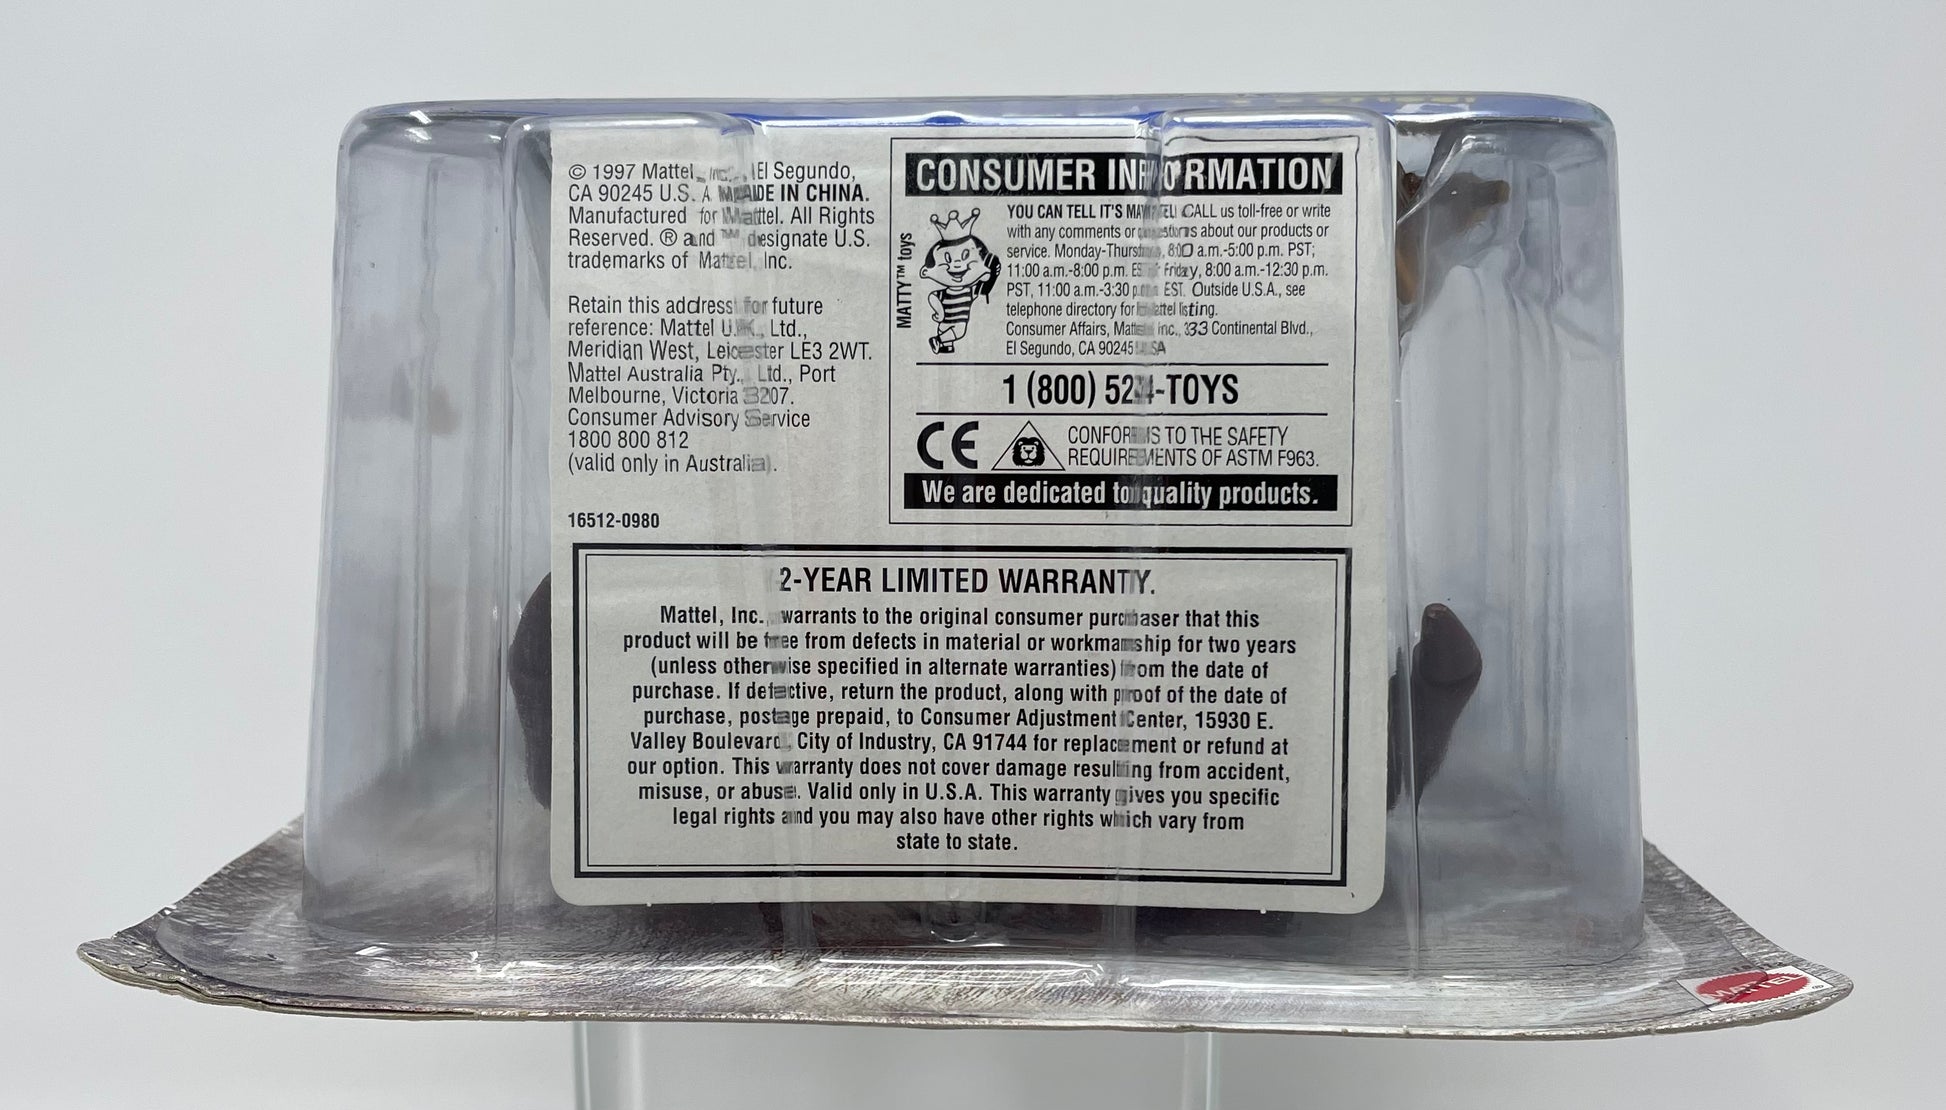 © 1997 Mattel, Inc., El Segundo,
CA 90245 U.S.A. MADE IN CHINA.
Manufactured for Mattel. All Rights
Reserved. ® and ™ designate U.S.
trademarks of Mattel, Inc.
Retain this address for future
reference: Mattel U.K., Ltd.,
Meridian West, Leicester LE3 2WT.
Mattel Australia Pty., Ltd., Port
Melbourne, Victoria 3207.
Consumer Advisory Service
1800 800 812
(valid only in Australia).
16512-0980
CONSUMER INFORMATION
MATTY™ toys
YOU CAN TELL IT'S MATTEL! CALL us toll-free or write
with any comments or questions about our products or
service. Monday-Thursday, 8:00 a.m.-5:00 p.m. PST;
11:00 a.m.-8:00 p.m. EST; Friday, 8:00 a.m.-12:30 p.m.
PST, 11:00 a.m.-3:30 p.m. EST. Outside U.S.A., see
telephone directory for Mattel listing.
Consumer Affairs, Mattel, Inc., 333 Continental Blvd.,
El Segundo, CA 90245 USA
1 (800) 524-TOYS
CE
CONFORMS TO THE SAFETY
REQUIREMENTS OF ASTM F963.
We are dedicated to quality products.
2-YEAR LIMITED WARRANTY.
Mattel, Inc., warrants to the original consumer purchaser that this
product will be free from defects in material or workmanship for two years
(unless otherwise specified in alternate warranties) from the date of
purchase. If defective, return the product, along with proof of the date of
purchase, postage prepaid, to Consumer Adjustment Center, 15930 E.
Valley Boulevard, City of Industry, CA 91744 for replacement or refund at
our option. This warranty does not cover damage resulting from accident,
misuse, or abuse. Valid only in U.S.A. This warranty gives you specific
legal rights and you may also have other rights which vary from
state to state.
MATTEL